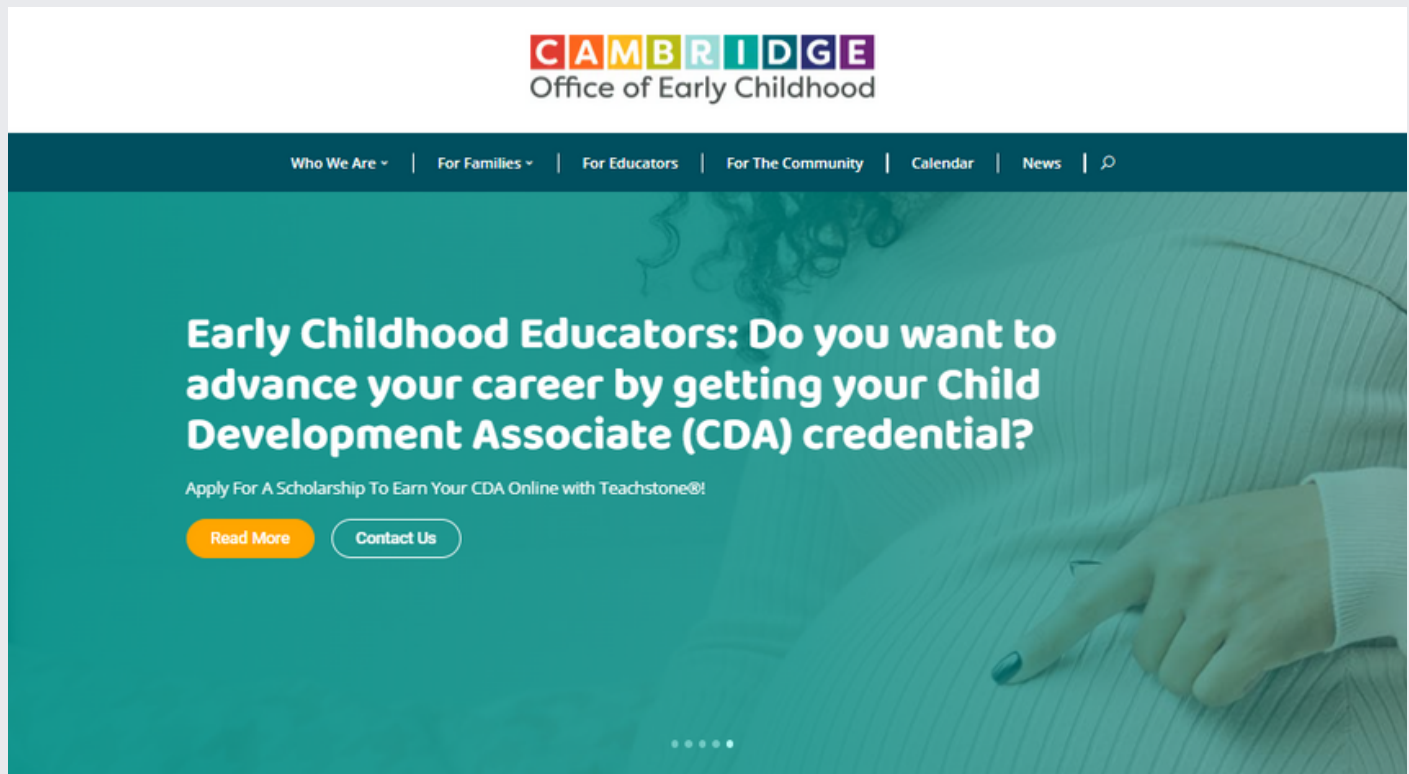 CAMBRIDGE
Office of Early Childhood
Who We Are
For Families
For Educators
For The Community
Calendar
News
Early Childhood Educators: Do you want to
advance your career by getting your Child
Development Associate (CDA) credential?
Apply For A Scholarship To Earn Your CDA Online with Teachstone®!
Read More
Contact Us